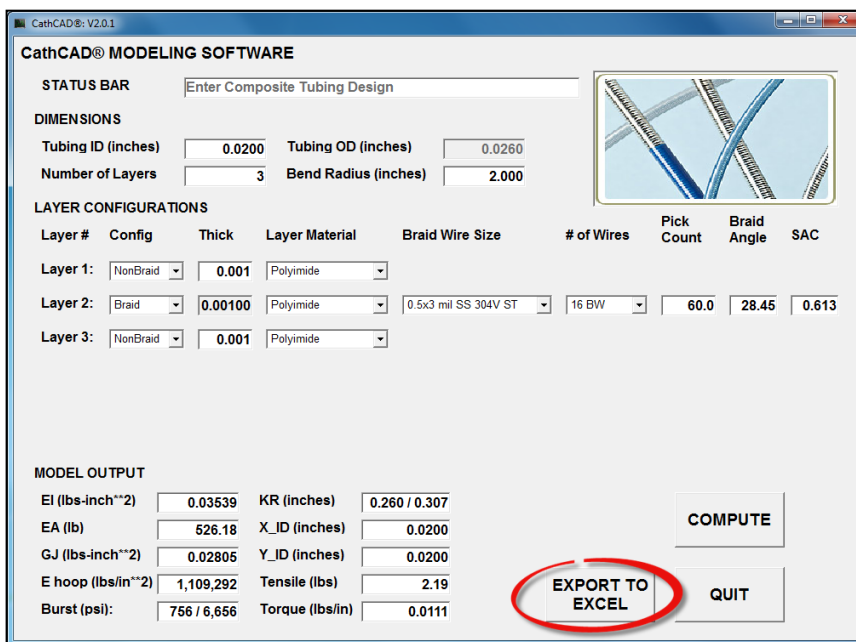 CathCAD®: V2.0.1
CathCAD® MODELING SOFTWARE
STATUS BAR Enter Composite Tubing Design
DIMENSIONS
Tubing ID (inches) 0.0200 Tubing OD (inches) 0.0260
Number of Layers 3 Bend Radius (inches) 2.000
LAYER CONFIGURATIONS
Layer # Config Thick Layer Material Braid Wire Size # of Wires Pick Count Braid Angle SAC
Layer 1: NonBraid 0.001 Polyimide
Layer 2: Braid 0.00100 Polyimide 0.5x3 mil SS 304V ST 16 BW 60.0 28.45 0.613
Layer 3: NonBraid 0.001 Polyimide
MODEL OUTPUT
EI (lbs-inch**2) 0.03539 KR (inches) 0.260 / 0.307
EA (lb) 526.18 X_ID (inches) 0.0200
GJ (lbs-inch**2) 0.02805 Y_ID (inches) 0.0200
E hoop (lbs/in**2) 1,109,292 Tensile (lbs) 2.19
Burst (psi): 756 / 6,656 Torque (lbs/in) 0.0111
COMPUTE
EXPORT TO EXCEL
QUIT